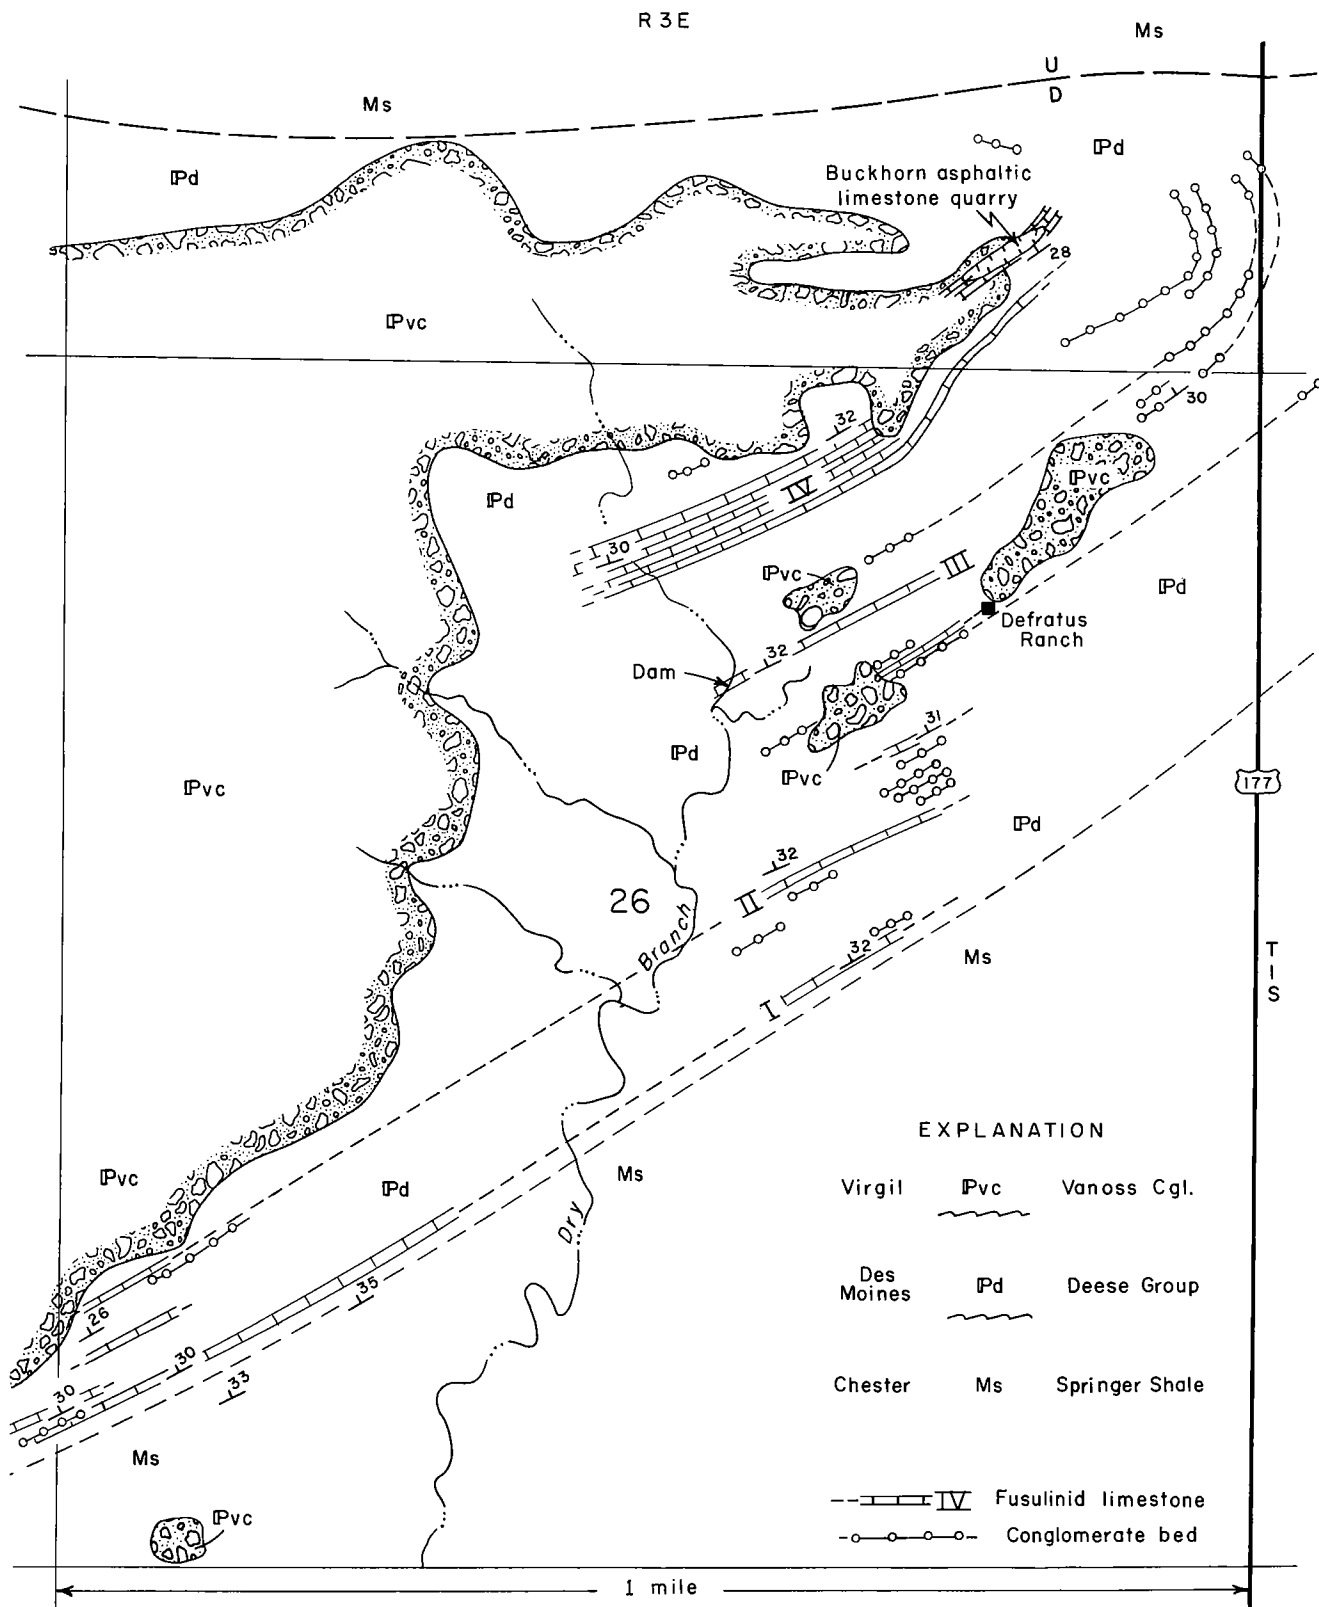 R 3 E
Ms
U
D
Ms
ℙd
ℙd
Buckhorn asphaltic
limestone quarry
28
ℙvc
30
32
ℙvc
ℙd
IV
30
ℙvc
III
ℙd
Defratus
Ranch
32
Dam
31
ℙd
ℙvc
ℙvc
177
ℙd
32
26
II
Branch
32
Ms
T
I
S
I
EXPLANATION
Ms
Virgil ℙvc Vanoss Cgl.
ℙvc
ℙd
Dry
Des
Moines ℙd Deese Group
35
26
30
33
30
Chester Ms Springer Shale
Ms
IV Fusulinid limestone
ℙvc
Conglomerate bed
1 mile